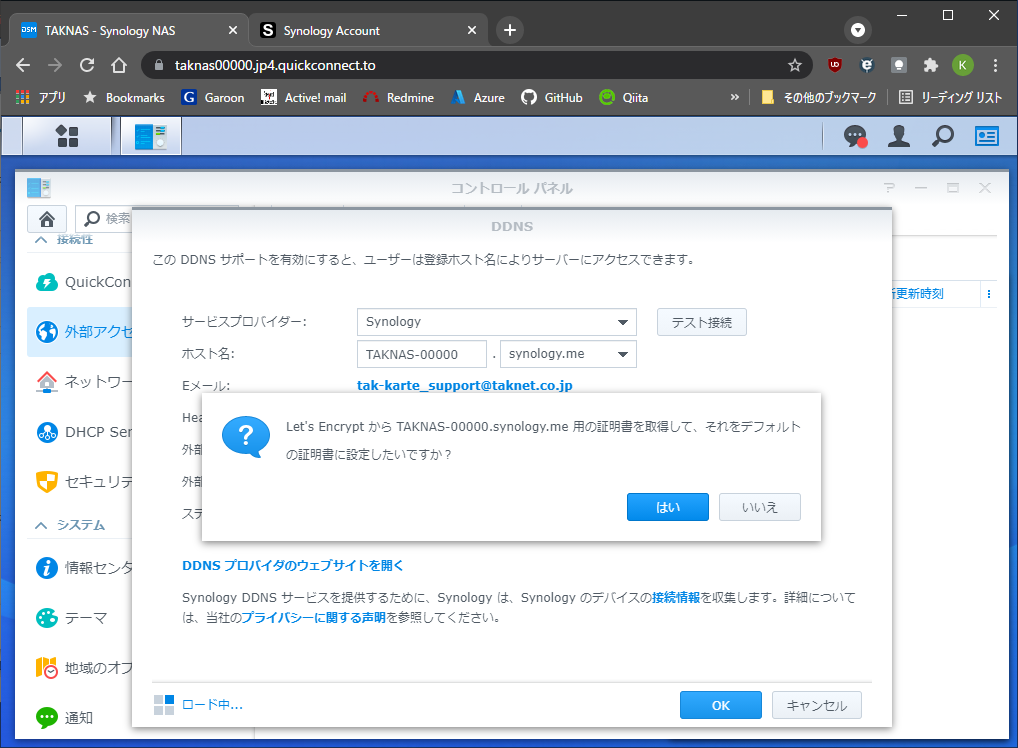 DSM TAKNAS - Synology NAS
S Synology Account
taknas00000.jp4.quickconnect.to
K
アプリ Bookmarks G Garoon Active! mail Redmine Azure GitHub Qiita » その他のブックマーク リーディング リスト
コントロール パネル
検索
接続性
QuickCon
外部アクセ
ネットワー
DHCP Ser
セキュリテ
システム
情報センタ
テーマ
地域のオプ
通知
更新時刻
DDNS
この DDNS サポートを有効にすると、ユーザーは登録ホスト名によりサーバーにアクセスできます。
サービスプロバイダー: Synology テスト接続
ホスト名: TAKNAS-00000 . synology.me
Eメール: tak-karte_support@taknet.co.jp
Hea
外部
外部
ステ
Let's Encrypt から TAKNAS-00000.synology.me 用の証明書を取得して、それをデフォルト
の証明書に設定したいですか？
はい いいえ
DDNS プロバイダのウェブサイトを開く
Synology DDNS サービスを提供するために、Synology は、Synology のデバイスの接続情報を収集します。詳細について
は、当社のプライバシーに関する声明を参照してください。
ロード中... OK キャンセル